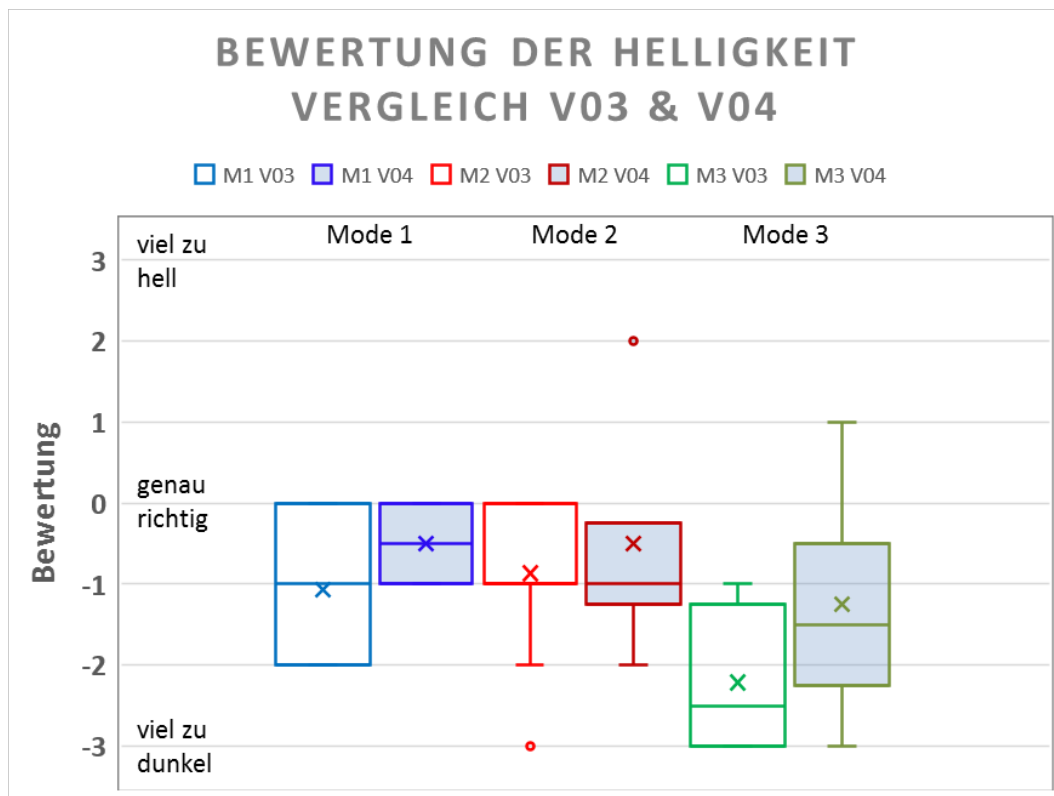 BEWERTUNG DER HELLIGKEIT
VERGLEICH V03 & V04
M1 V03 M1 V04 M2 V03 M2 V04 M3 V03 M3 V04
Mode 1 Mode 2 Mode 3
viel zu
hell
genau
richtig
viel zu
dunkel
Bewertung
3
2
1
0
-1
-2
-3